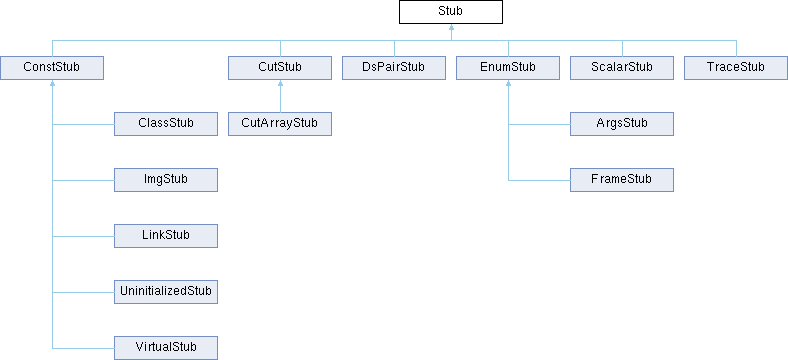 Stub
ConstStub
CutStub
DsPairStub
EnumStub
ScalarStub
TraceStub
ClassStub
CutArrayStub
ArgsStub
ImgStub
FrameStub
LinkStub
UninitializedStub
VirtualStub